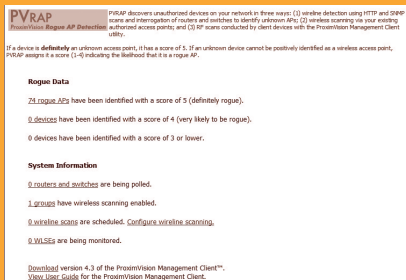 PVRAP
ProximVision Rogue AP Detection
PVRAP discovers unauthorized devices on your network in three ways: (1) wireline detection using HTTP and SNMP
scans and interrogation of routers and switches to identify unknown APs; (2) wireless scanning via your existing
authorized access points; and (3) RF scans conducted by client devices with the ProximVision Management Client
utility.
If a device is definitely an unknown access point, it has a score of 5. If an unknown device cannot be positively identified as a wireless access point,
PVRAP assigns it a score (1-4) indicating the likelihood that it is a rogue AP.
Rogue Data
74 rogue APs have been identified with a score of 5 (definitely rogue).
0 devices have been identified with a score of 4 (very likely to be rogue).
0 devices have been identified with a score of 3 or lower.
System Information
0 routers and switches are being polled.
1 groups have wireless scanning enabled.
0 wireline scans are scheduled. Configure wireline scanning.
0 WLSEs are being monitored.
Download version 4.3 of the ProximVision Management Client™.
View User Guide for the ProximVision Management Client.